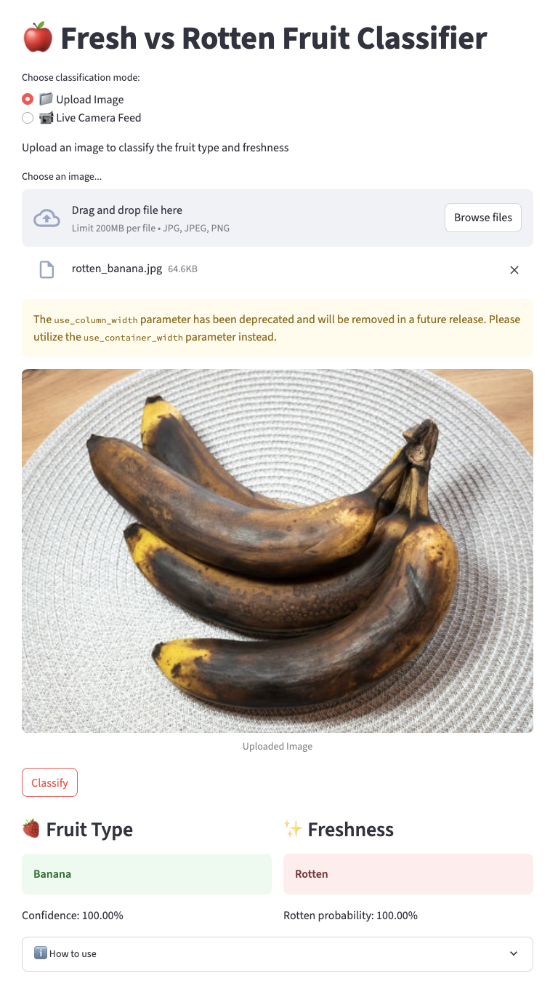 Fresh vs Rotten Fruit Classifier
Choose classification mode:
Upload Image
Live Camera Feed
Upload an image to classify the fruit type and freshness
Choose an image...
Drag and drop file here
Limit 200MB per file • JPG, JPEG, PNG
Browse files
rotten_banana.jpg 64.6KB
The use_column_width parameter has been deprecated and will be removed in a future release. Please
utilize the use_container_width parameter instead.
Uploaded Image
Classify
Fruit Type
Freshness
Banana
Rotten
Confidence: 100.00%
Rotten probability: 100.00%
How to use